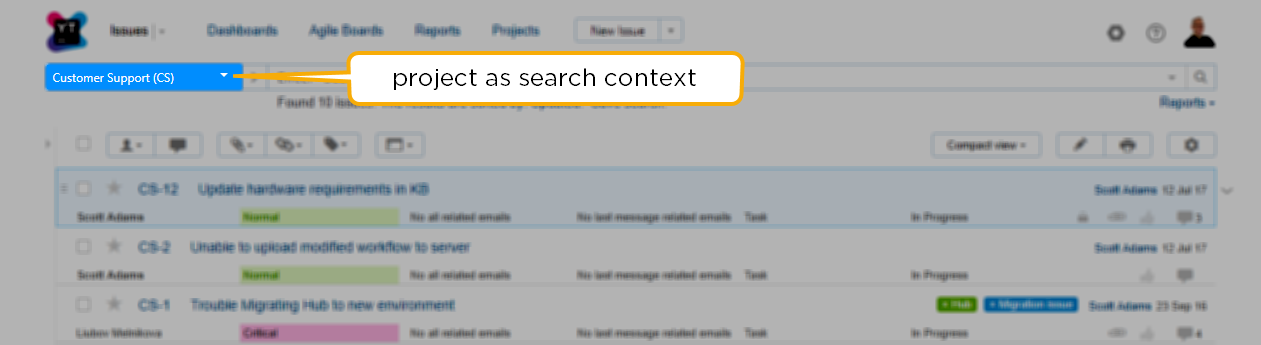 Issues Dashboards Agile Boards Reports Projects New Issue
Customer Support (CS)
project as search context
Found 10 issues.
Reports
Compact view
CS-12 Update hardware requirements in KB Scott Adams 12 Jul 17
Scott Adams Normal No all related emails No last message related emails Task In Progress 3
CS-2 Unable to upload modified workflow to server Scott Adams 12 Jul 17
Scott Adams Normal No all related emails No last message related emails Task In Progress
CS-1 Trouble Migrating Hub to new environment Hub Migration issue Scott Adams 23 Sep 16
Liubov Melnikova Critical No all related emails No last message related emails Task In Progress 4